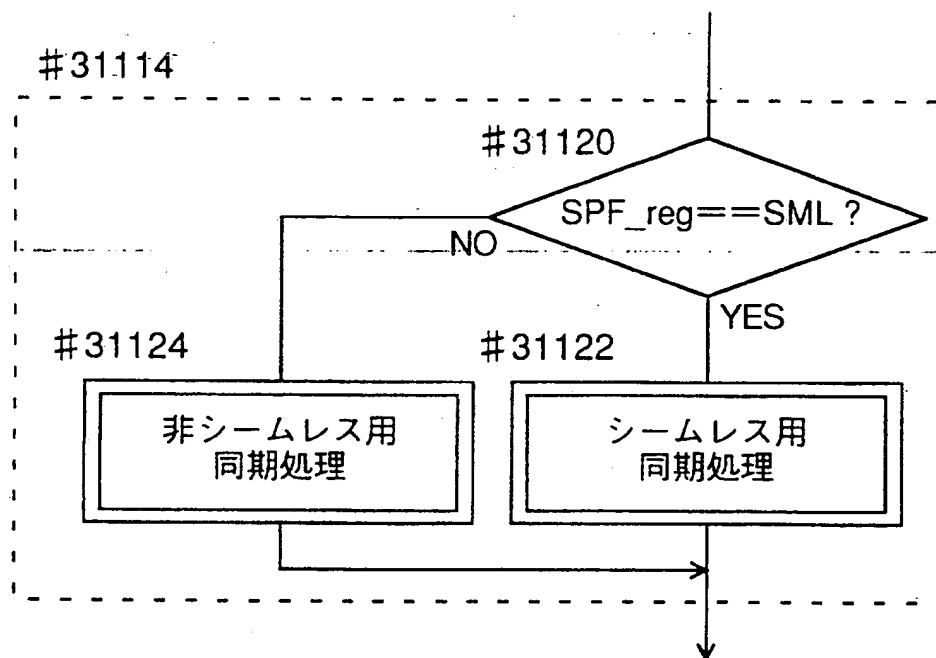 #31114
#31120
SPF_reg==SML ?
NO
YES
#31124
#31122
非シームレス用
同期処理
シームレス用
同期処理